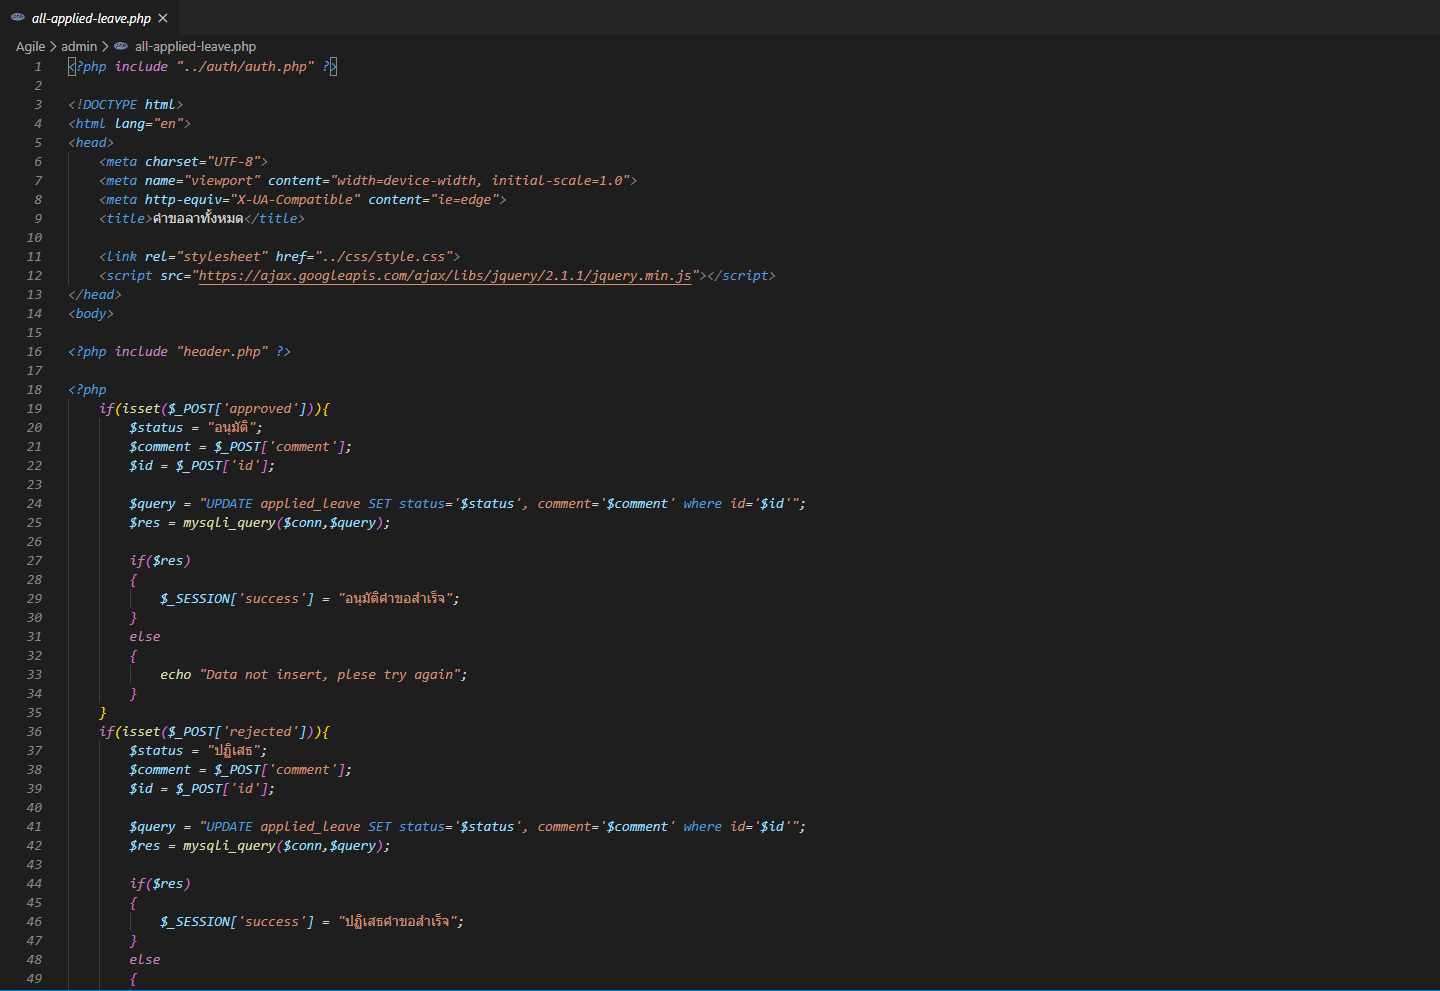 all-applied-leave.php
Agile > admin > all-applied-leave.php
1 <?php include "../auth/auth.php" ?>
2
3 <!DOCTYPE html>
4 <html lang="en">
5 <head>
6 <meta charset="UTF-8">
7 <meta name="viewport" content="width=device-width, initial-scale=1.0">
8 <meta http-equiv="X-UA-Compatible" content="ie=edge">
9 <title>คำขอลาทั้งหมด</title>
10
11 <link rel="stylesheet" href="../css/style.css">
12 <script src="https://ajax.googleapis.com/ajax/libs/jquery/2.1.1/jquery.min.js"></script>
13 </head>
14 <body>
15
16 <?php include "header.php" ?>
17
18 <?php
19 if(isset($_POST['approved'])){
20 $status = "อนุมัติ";
21 $comment = $_POST['comment'];
22 $id = $_POST['id'];
23
24 $query = "UPDATE applied_leave SET status='$status', comment='$comment' where id='$id'";
25 $res = mysqli_query($conn,$query);
26
27 if($res)
28 {
29 $_SESSION['success'] = "อนุมัติคำขอสำเร็จ";
30 }
31 else
32 {
33 echo "Data not insert, plese try again";
34 }
35 }
36 if(isset($_POST['rejected'])){
37 $status = "ปฏิเสธ";
38 $comment = $_POST['comment'];
39 $id = $_POST['id'];
40
41 $query = "UPDATE applied_leave SET status='$status', comment='$comment' where id='$id'";
42 $res = mysqli_query($conn,$query);
43
44 if($res)
45 {
46 $_SESSION['success'] = "ปฏิเสธคำขอสำเร็จ";
47 }
48 else
49 {